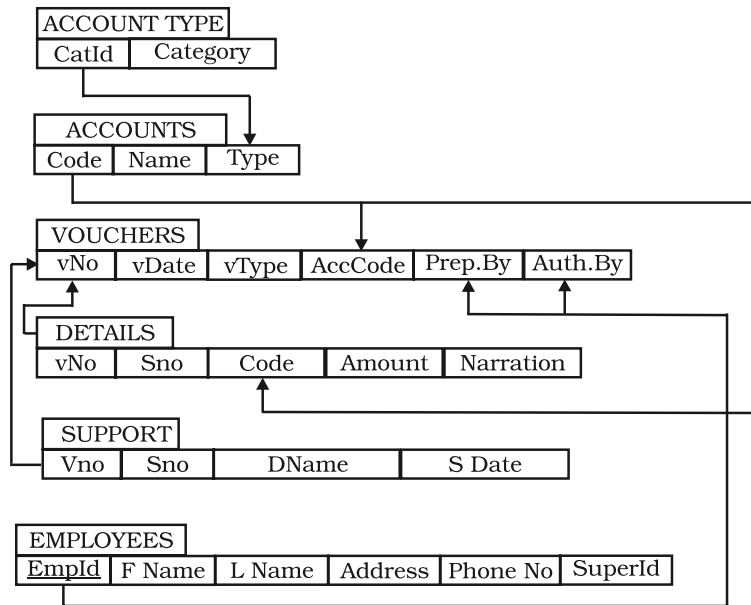 ACCOUNT TYPE
CatId Category
ACCOUNTS
Code Name Type
VOUCHERS
vNo vDate vType AccCode Prep.By Auth.By
DETAILS
vNo Sno Code Amount Narration
SUPPORT
Vno Sno DName S Date
EMPLOYEES
EmpId F Name L Name Address Phone No SuperId